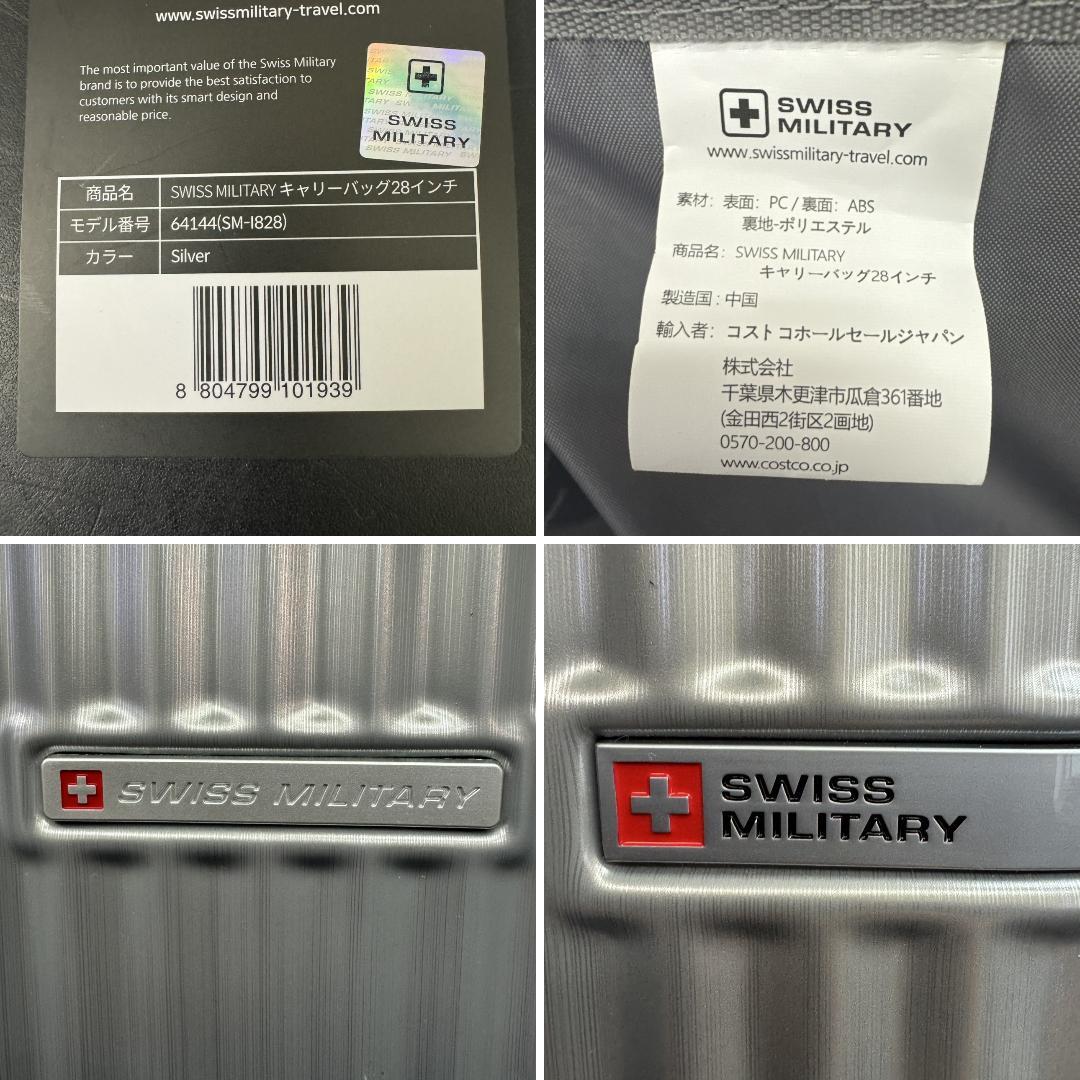 www.swissmilitary-travel.com
The most important value of the Swiss Military
brand is to provide the best satisfaction to
customers with its smart design and
reasonable price.
SWISS
MILITARY
商品名 SWISS MILITARY キャリーバッグ28インチ
モデル番号 64144(SM-I828)
カラー Silver
8 804799 101939
SWISS
MILITARY
www.swissmilitary-travel.com
素材: 表面: PC / 裏面: ABS
裏地-ポリエステル
商品名: SWISS MILITARY
キャリーバッグ28インチ
製造国 : 中国
輸入者: コストコホールセールジャパン
株式会社
千葉県木更津市瓜倉361番地
(金田西2街区2画地)
0570-200-800
www.costco.co.jp
SWISS MILITARY
SWISS
MILITARY